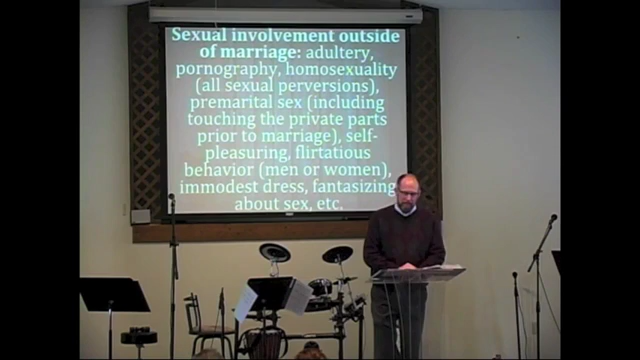 Sexual involvement outside
of marriage: adultery,
pornography, homosexuality
(all sexual perversions),
premarital sex (including
touching the private parts
prior to marriage), self-
pleasuring, flirtatious
behavior (men or women),
immodest dress, fantasizing
about sex, etc.